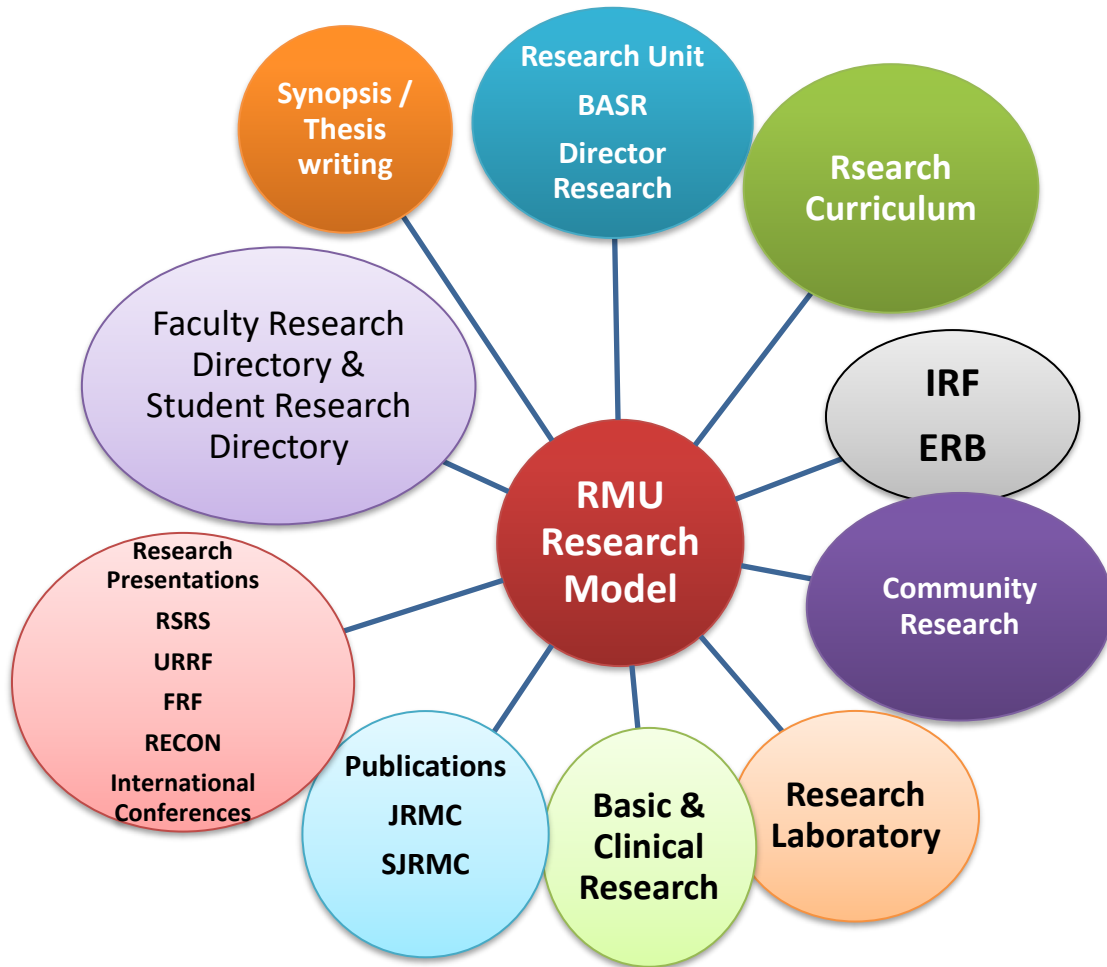 Synopsis /
Thesis
writing
Research Unit
BASR
Director
Research
Rsearch
Curriculum
Faculty Research
Directory &
Student Research
Directory
IRF
ERB
RMU
Research
Model
Community
Research
Research
Presentations
RSRS
URRF
FRF
RECON
International
Conferences
Publications
JRMC
SJRMC
Basic &
Clinical
Research
Research
Laboratory